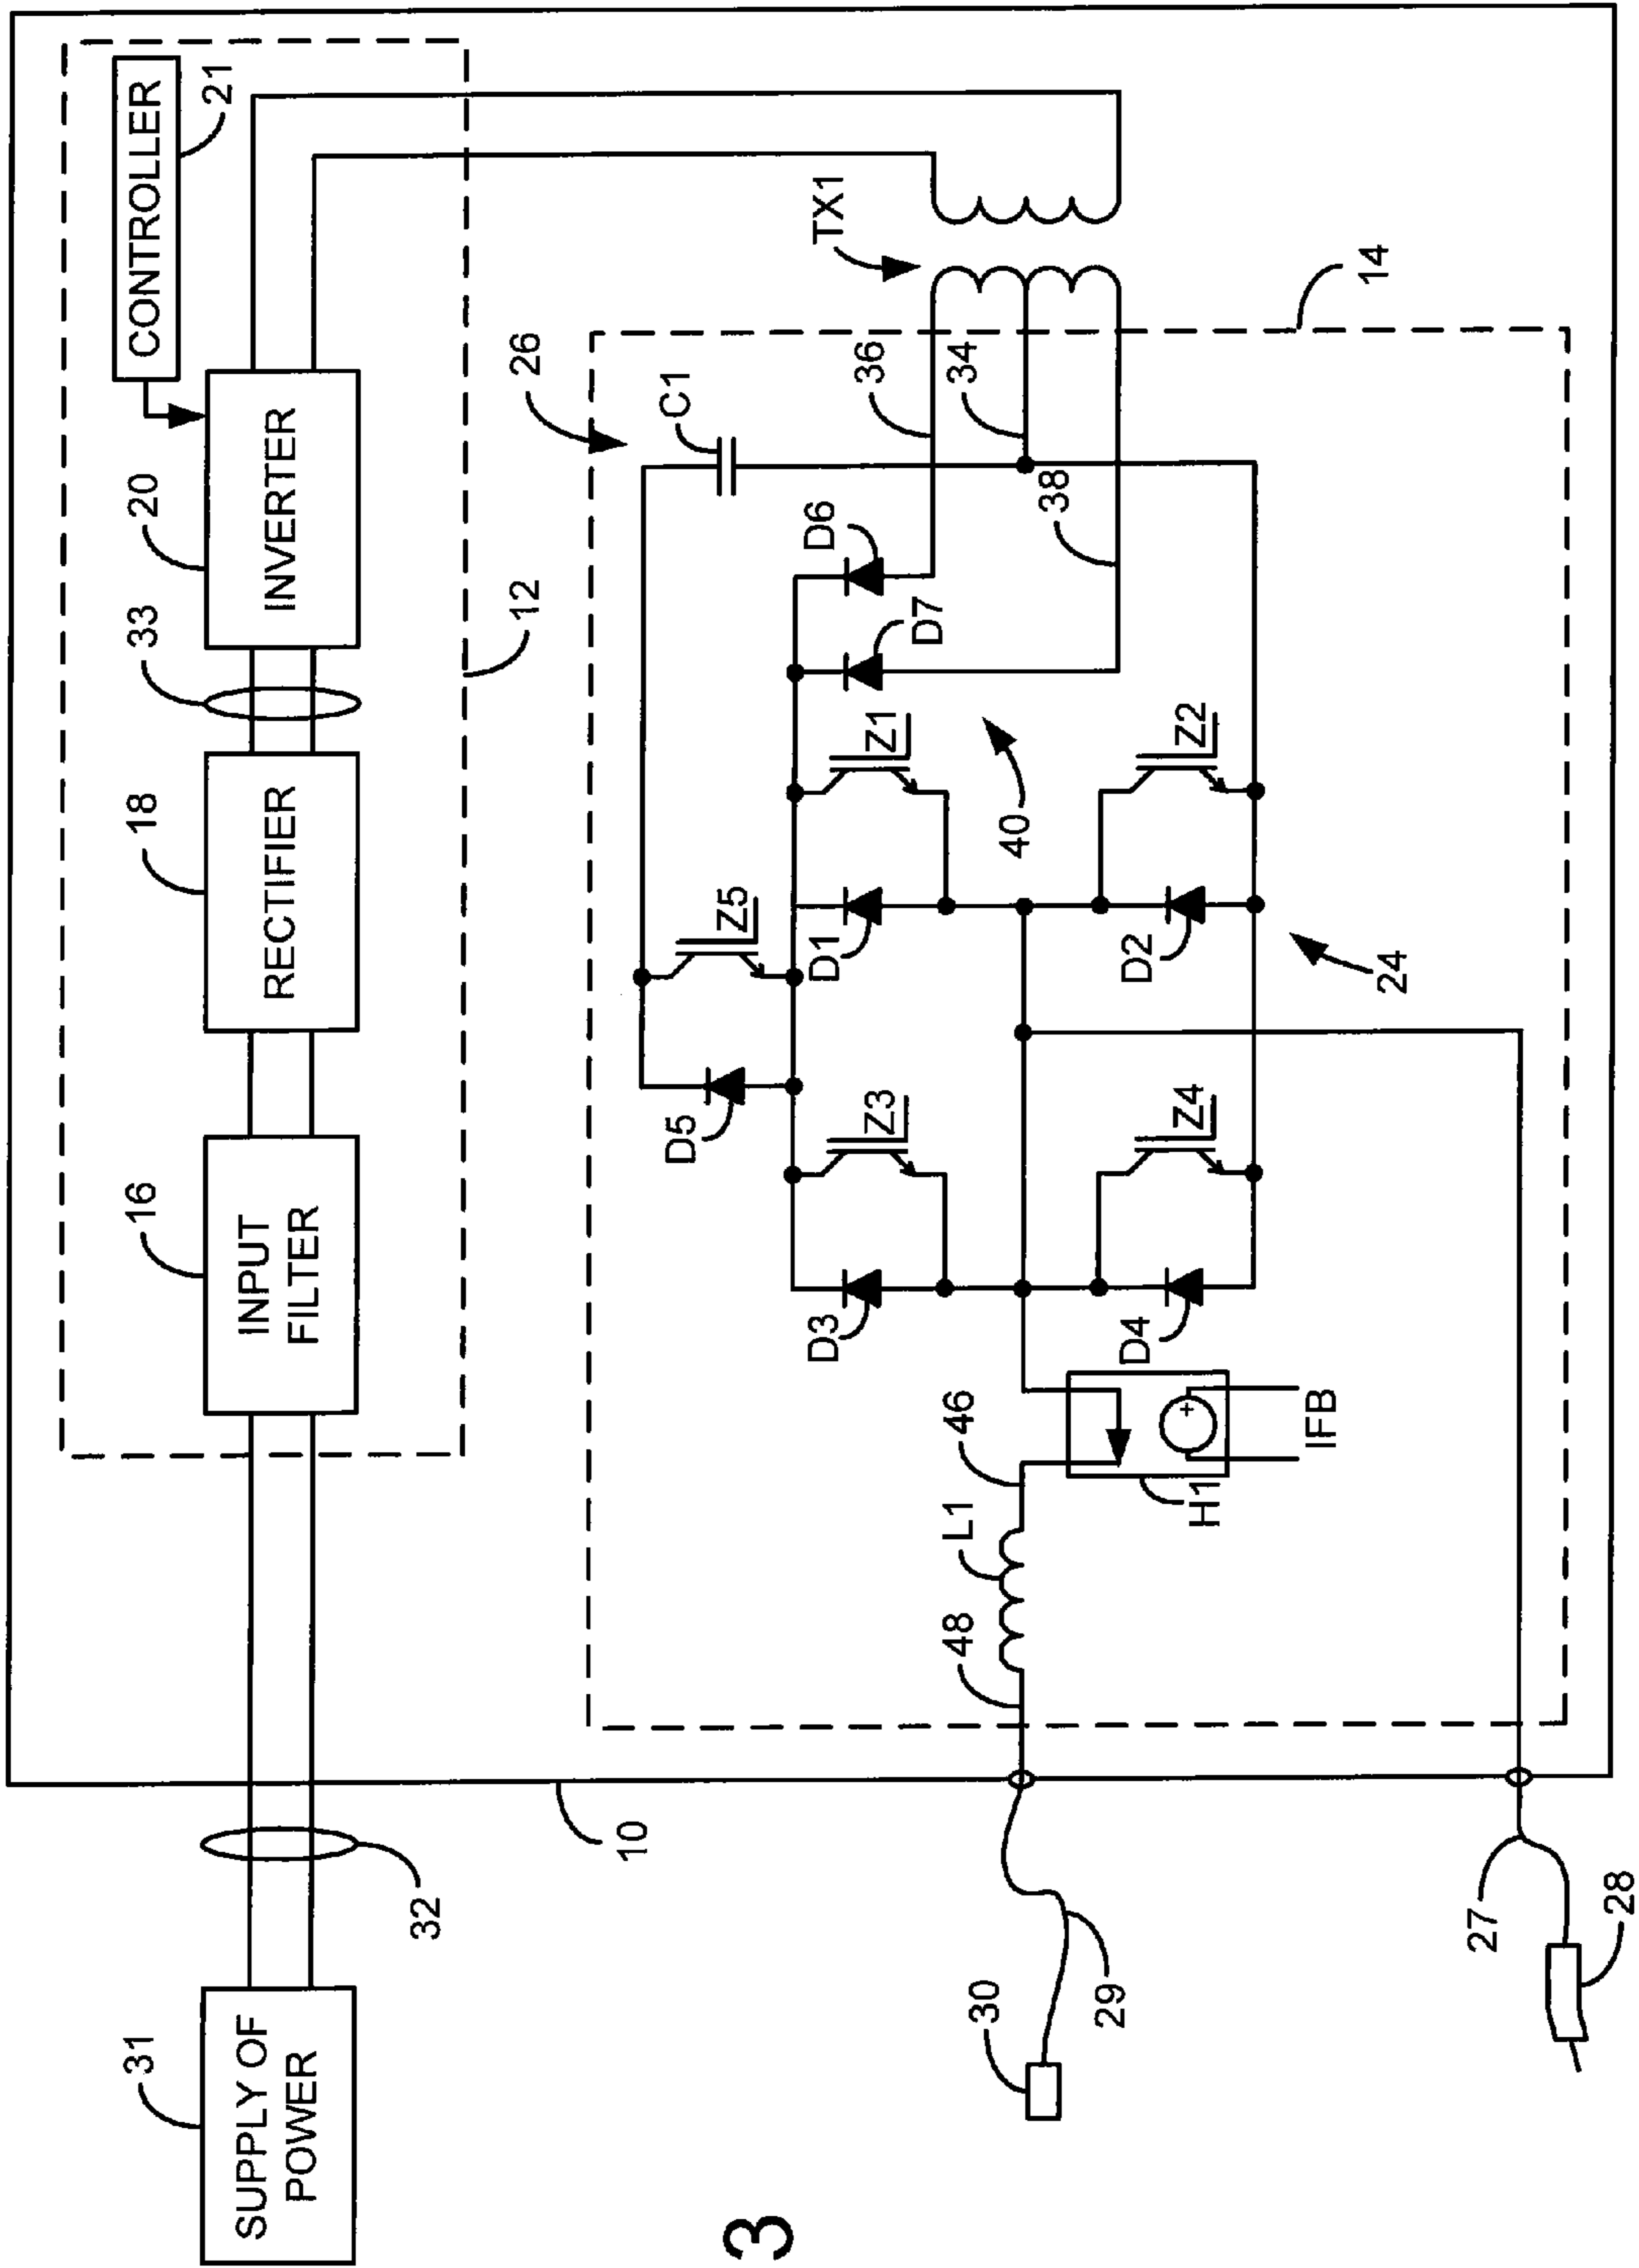 SUPPLY OF
POWER
31
32
INPUT
FILTER
16
RECTIFIER
18
33
INVERTER
20
CONTROLLER
21
12
10
26
C1
TX1
36
34
38
14
D6
D7
Z5
D5
Z1
D1
Z3
D3
40
Z2
D2
Z4
D4
24
46
L1
48
H1
IFB
30
29
27
28
3